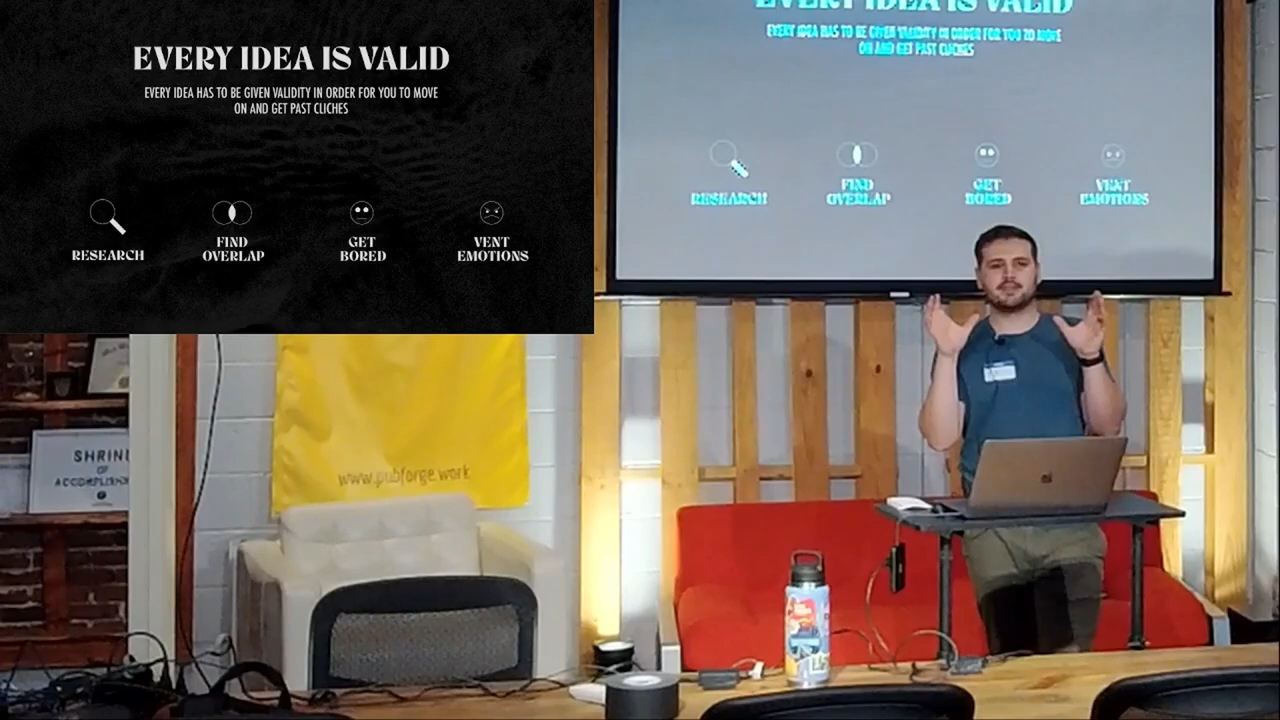 EVERY IDEA IS VALID
EVERY IDEA HAS TO BE GIVEN VALIDITY IN ORDER FOR YOU TO MOVE
ON AND GET PAST CLICHES
RESEARCH
FIND
OVERLAP
GET
BORED
VENT
EMOTIONS
EVERY IDEA IS VALID
EVERY IDEA HAS TO BE GIVEN VALIDITY IN ORDER FOR YOU TO MOVE
ON AND GET PAST CLICHES
RESEARCH
FIND
OVERLAP
GET
BORED
VENT
EMOTIONS
www.pubforge.work
SHRINE
OF